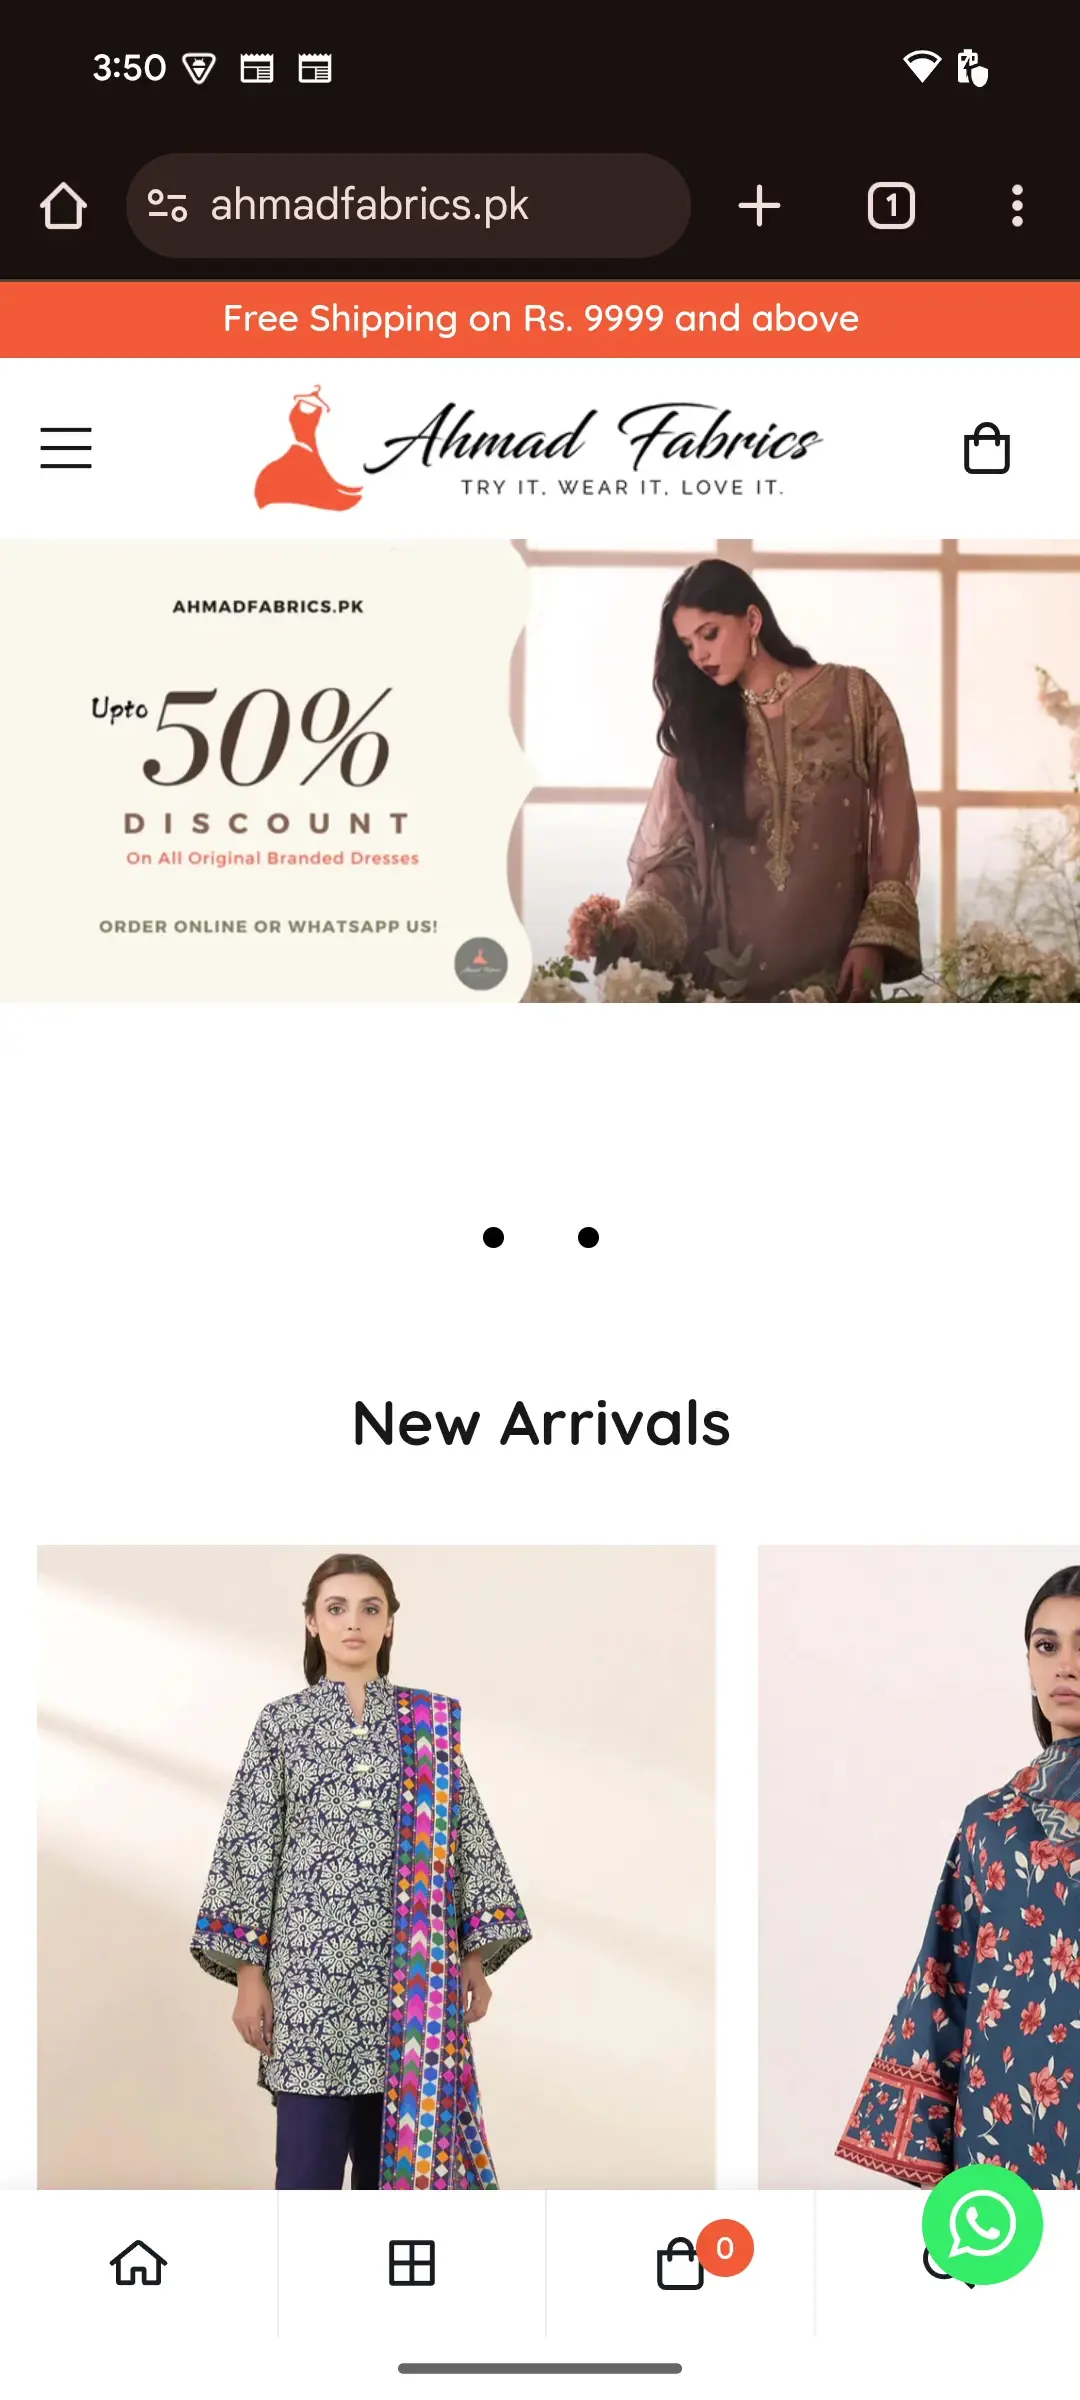 3:50
ahmadfabrics.pk
1
Free Shipping on Rs. 9999 and above
Ahmad Fabrics
TRY IT. WEAR IT. LOVE IT.
AHMADFABRICS.PK
Upto 50%
DISCOUNT
On All Original Branded Dresses
ORDER ONLINE OR WHATSAPP US!
New Arrivals
0